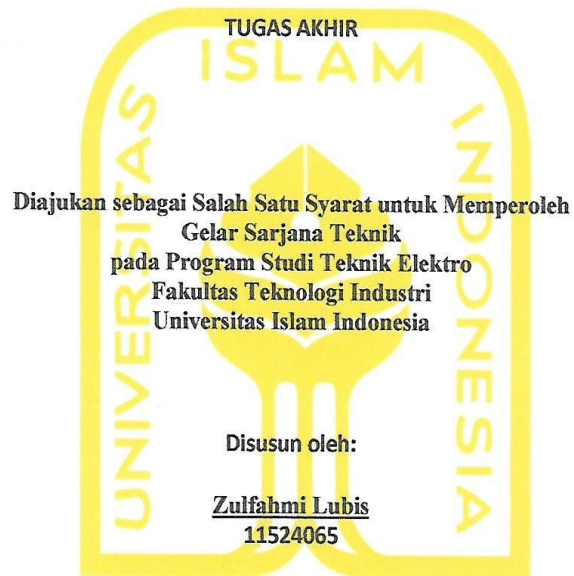 TUGAS AKHIR
ISLAM
UNIVERSITAS
INDONESIA
Diajukan sebagai Salah Satu Syarat untuk Memperoleh
Gelar Sarjana Teknik
pada Program Studi Teknik Elektro
Fakultas Teknologi Industri
Universitas Islam Indonesia
Disusun oleh:
Zulfahmi Lubis
11524065